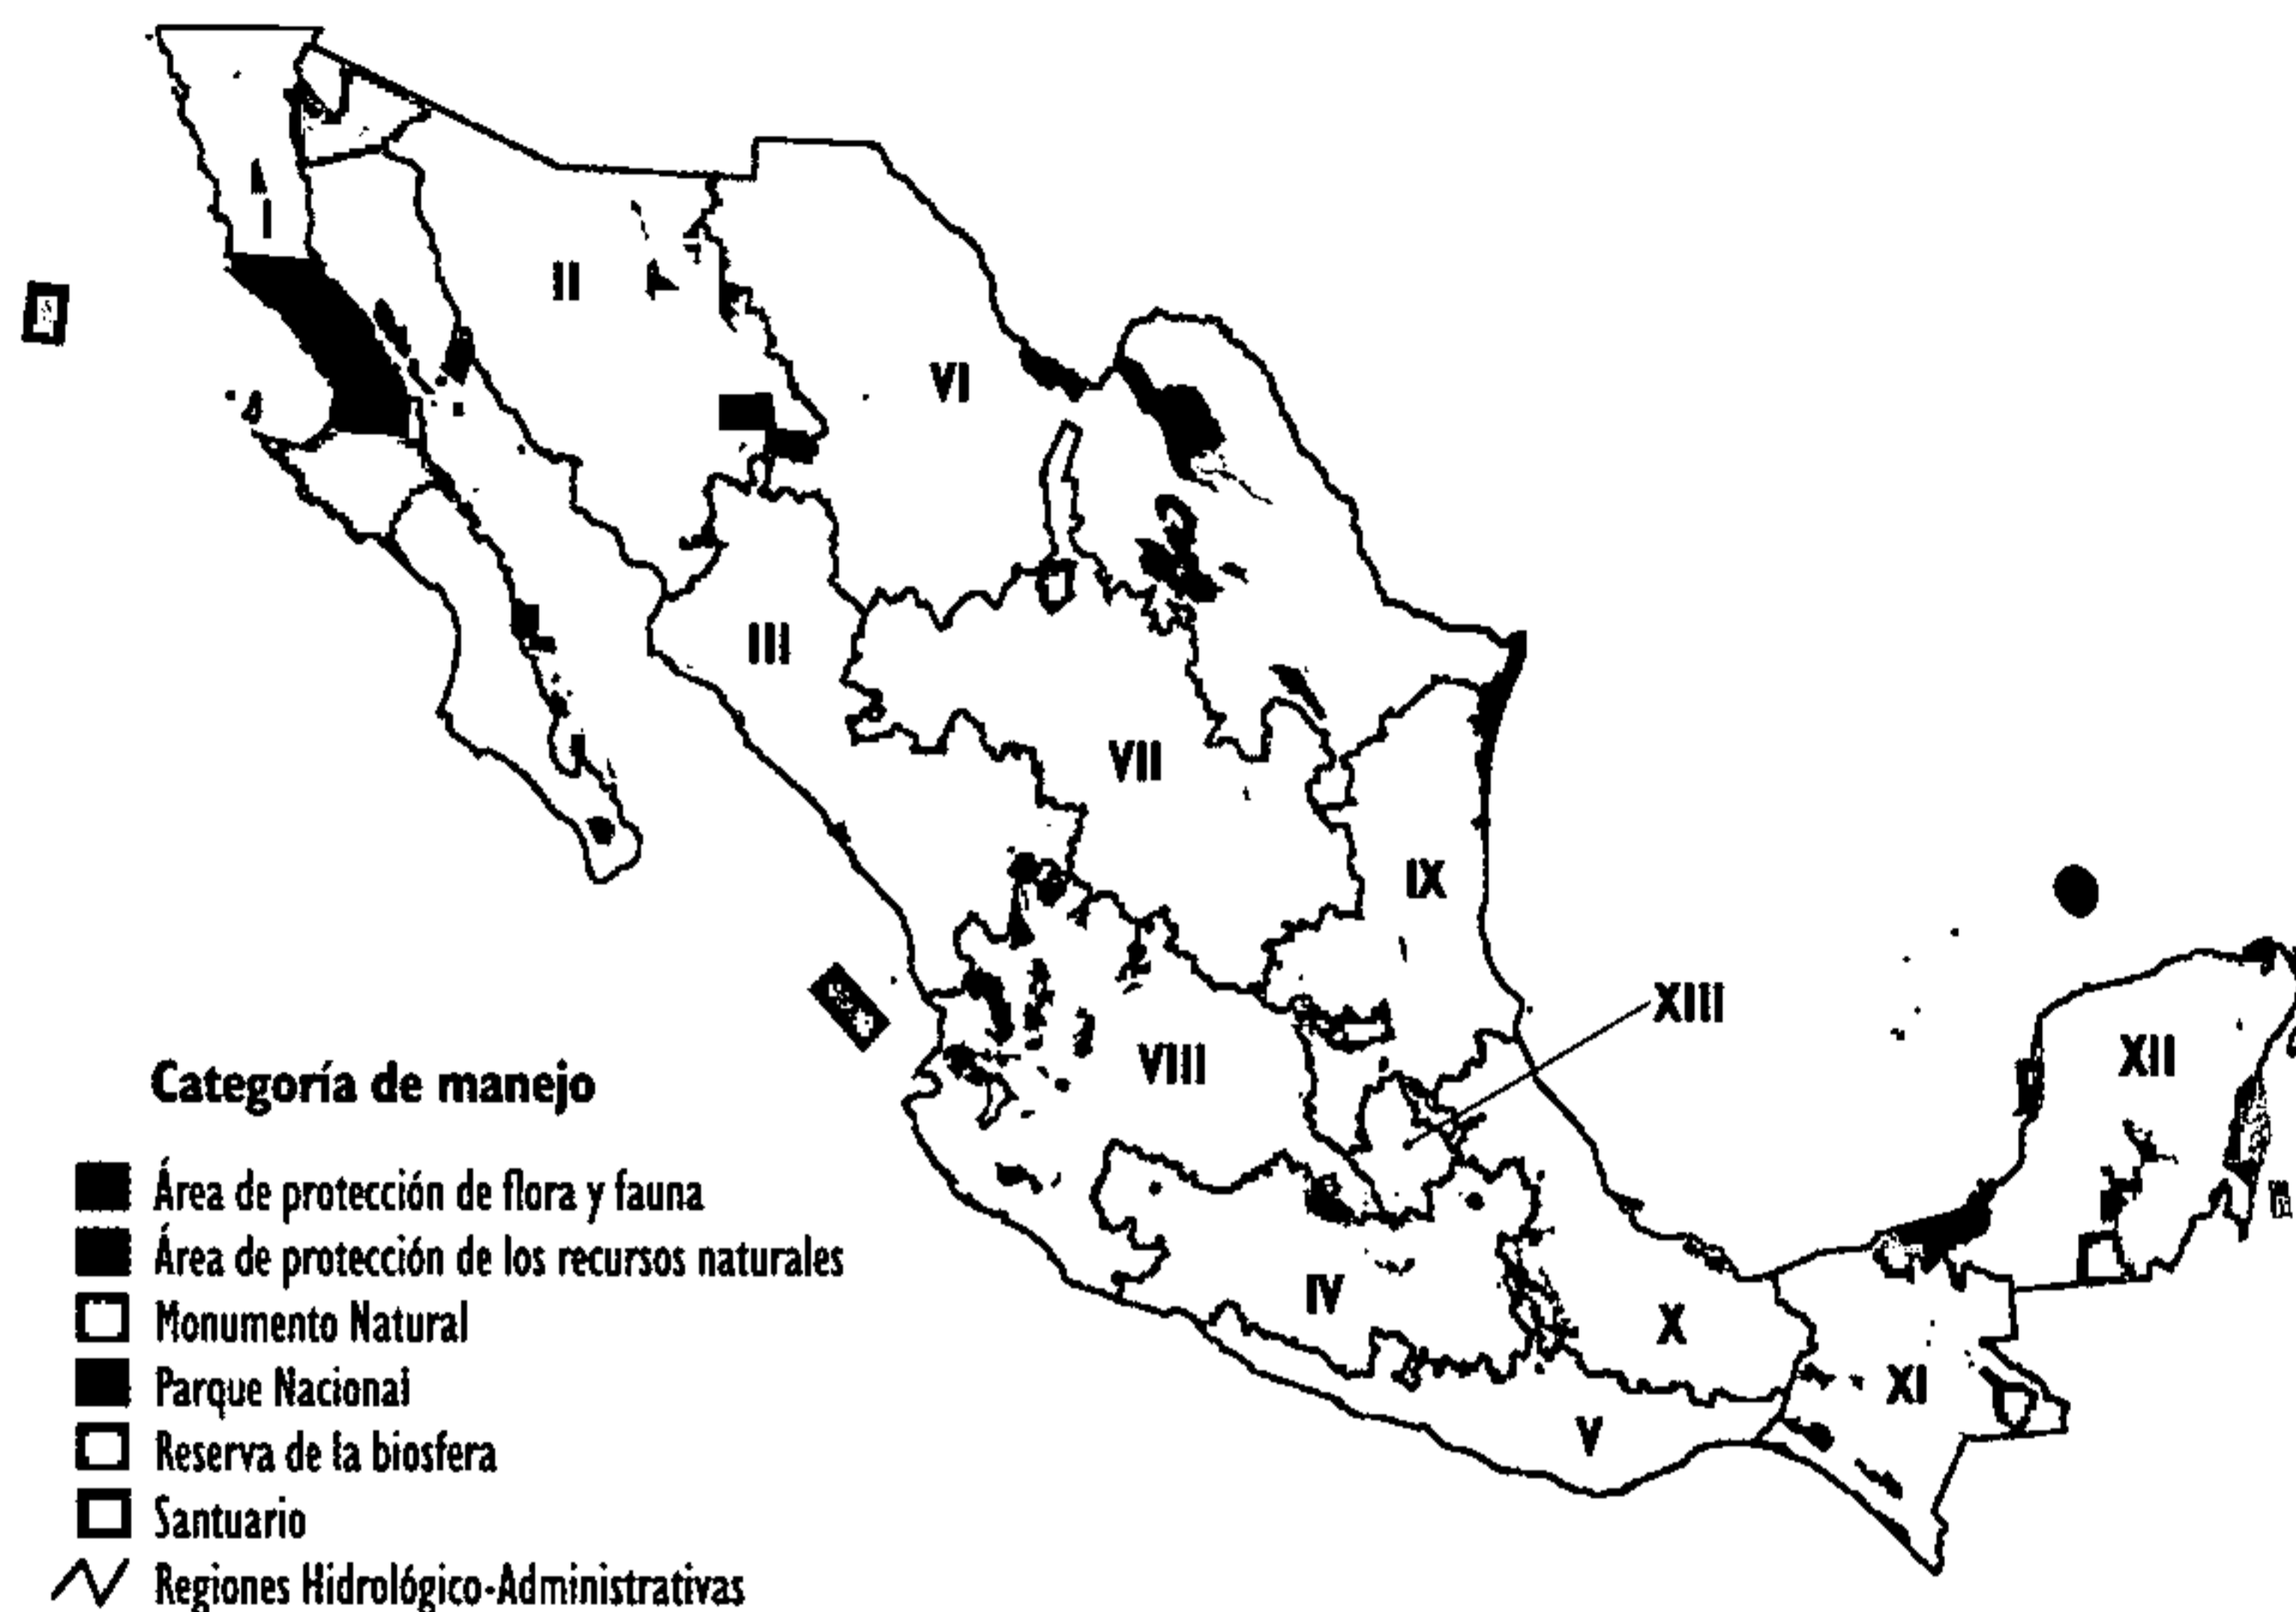 I
II
VI
III
VII
IX
XIII
VIII
XII
Categoría de manejo
Área de protección de flora y fauna
Área de protección de los recursos naturales
Monumento Natural
Parque Nacional
Reserva de la biosfera
Santuario
Regiones Hidrológico-Administrativas
IV
X
XI
V